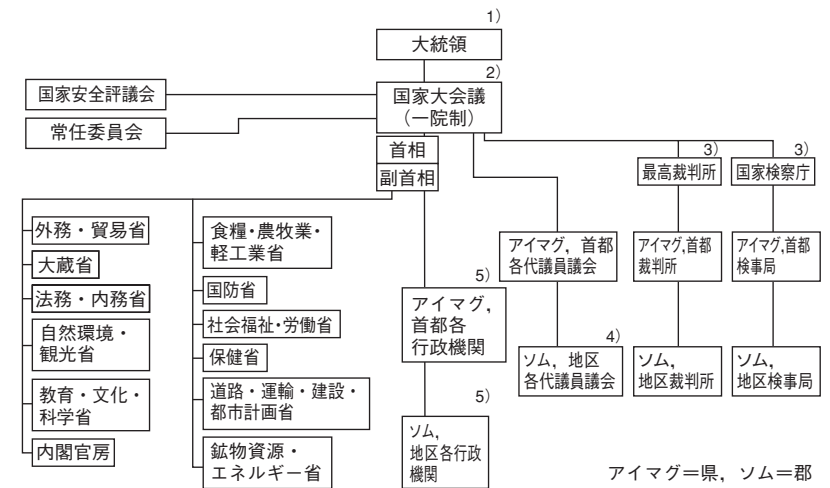 1)
大統領
2)
国家安全評議会
国家大会議
(一院制)
常任委員会
首相
副首相
3)
最高裁判所
3)
国家検察庁
外務・貿易省
大蔵省
法務・内務省
自然環境・
観光省
教育・文化・
科学省
内閣官房
食糧・農牧業・
軽工業省
国防省
社会福祉・労働省
保健省
道路・運輸・建設・
都市計画省
鉱物資源・
エネルギー省
5)
アイマグ,
首都各
行政機関
5)
ソム,
地区各行政
機関
アイマグ, 首都
各代議員議会
4)
ソム, 地区
各代議員議会
アイマグ,首都
裁判所
ソム,
地区裁判所
アイマグ,首都
検事局
ソム,
地区検事局
アイマグ=県, ソム=郡